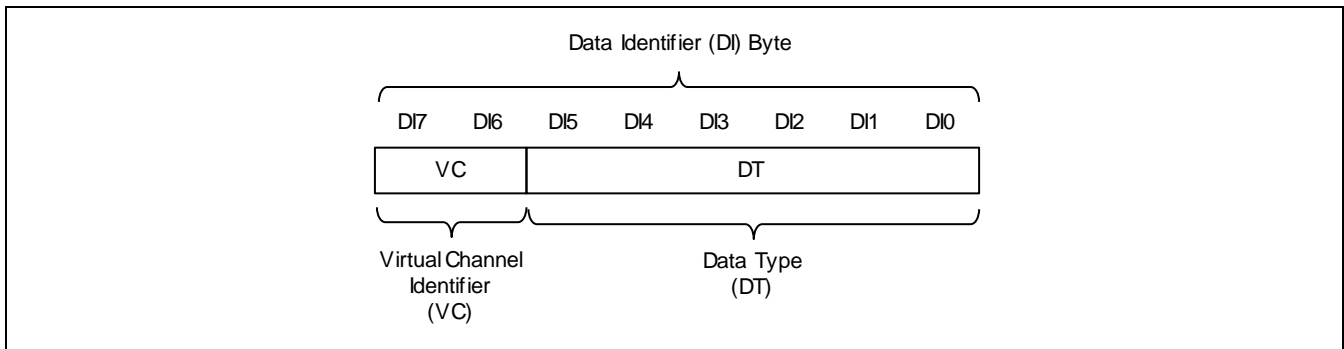 Data Identifier (DI) Byte
DI7 DI6 DI5 DI4 DI3 DI2 DI1 DI0
VC DT
Virtual Channel Data Type
Identifier (DT)
(VC)